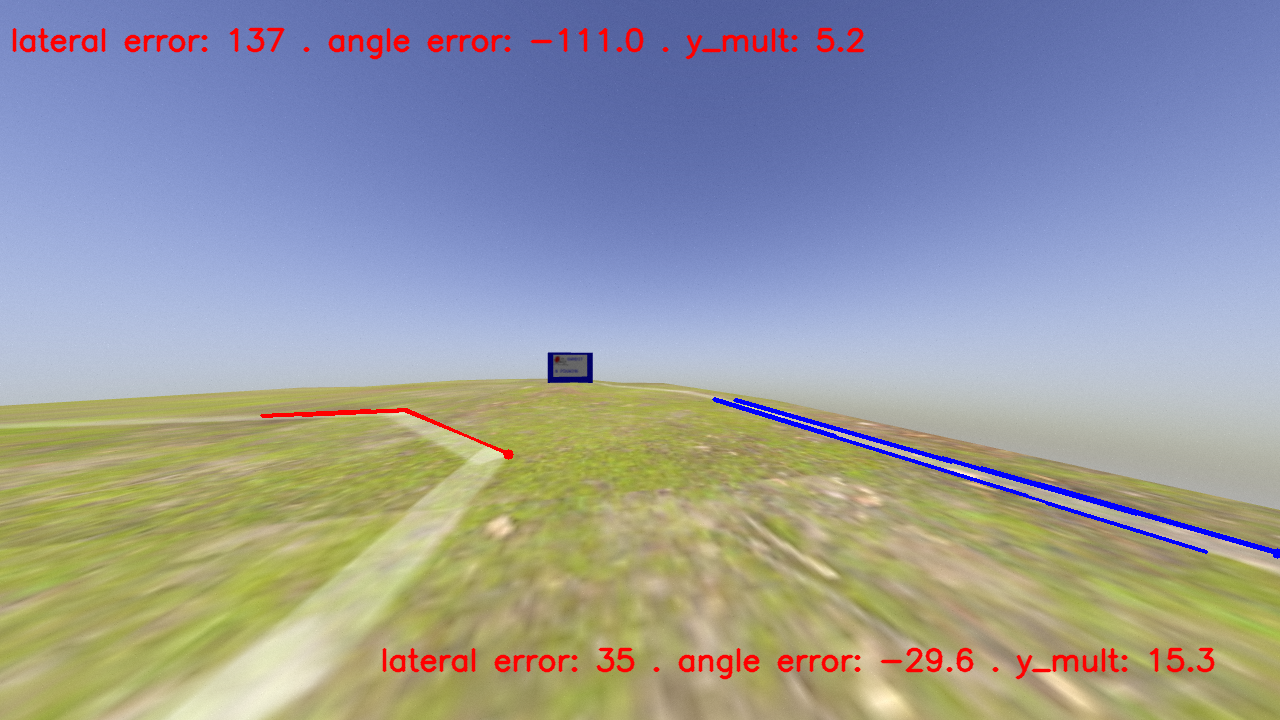 lateral error: 137 . angle error: −111.0 . y_mult: 5.2
lateral error: 35 . angle error: −29.6 . y_mult: 15.3